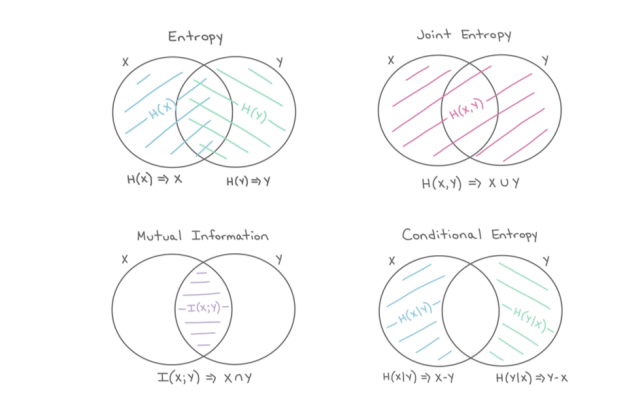 Entropy
X
Y
H(X)
H(Y)
H(X) ⇒ X
H(Y) ⇒ Y
Joint Entropy
X
Y
H(X,Y)
H(X,Y) ⇒ X ∪ Y
Mutual Information
X
Y
I(X;Y)
I(X;Y) ⇒ X ∩ Y
Conditional Entropy
X
Y
H(X|Y)
H(Y|X)
H(X|Y) ⇒ X-Y
H(Y|X) ⇒ Y-X